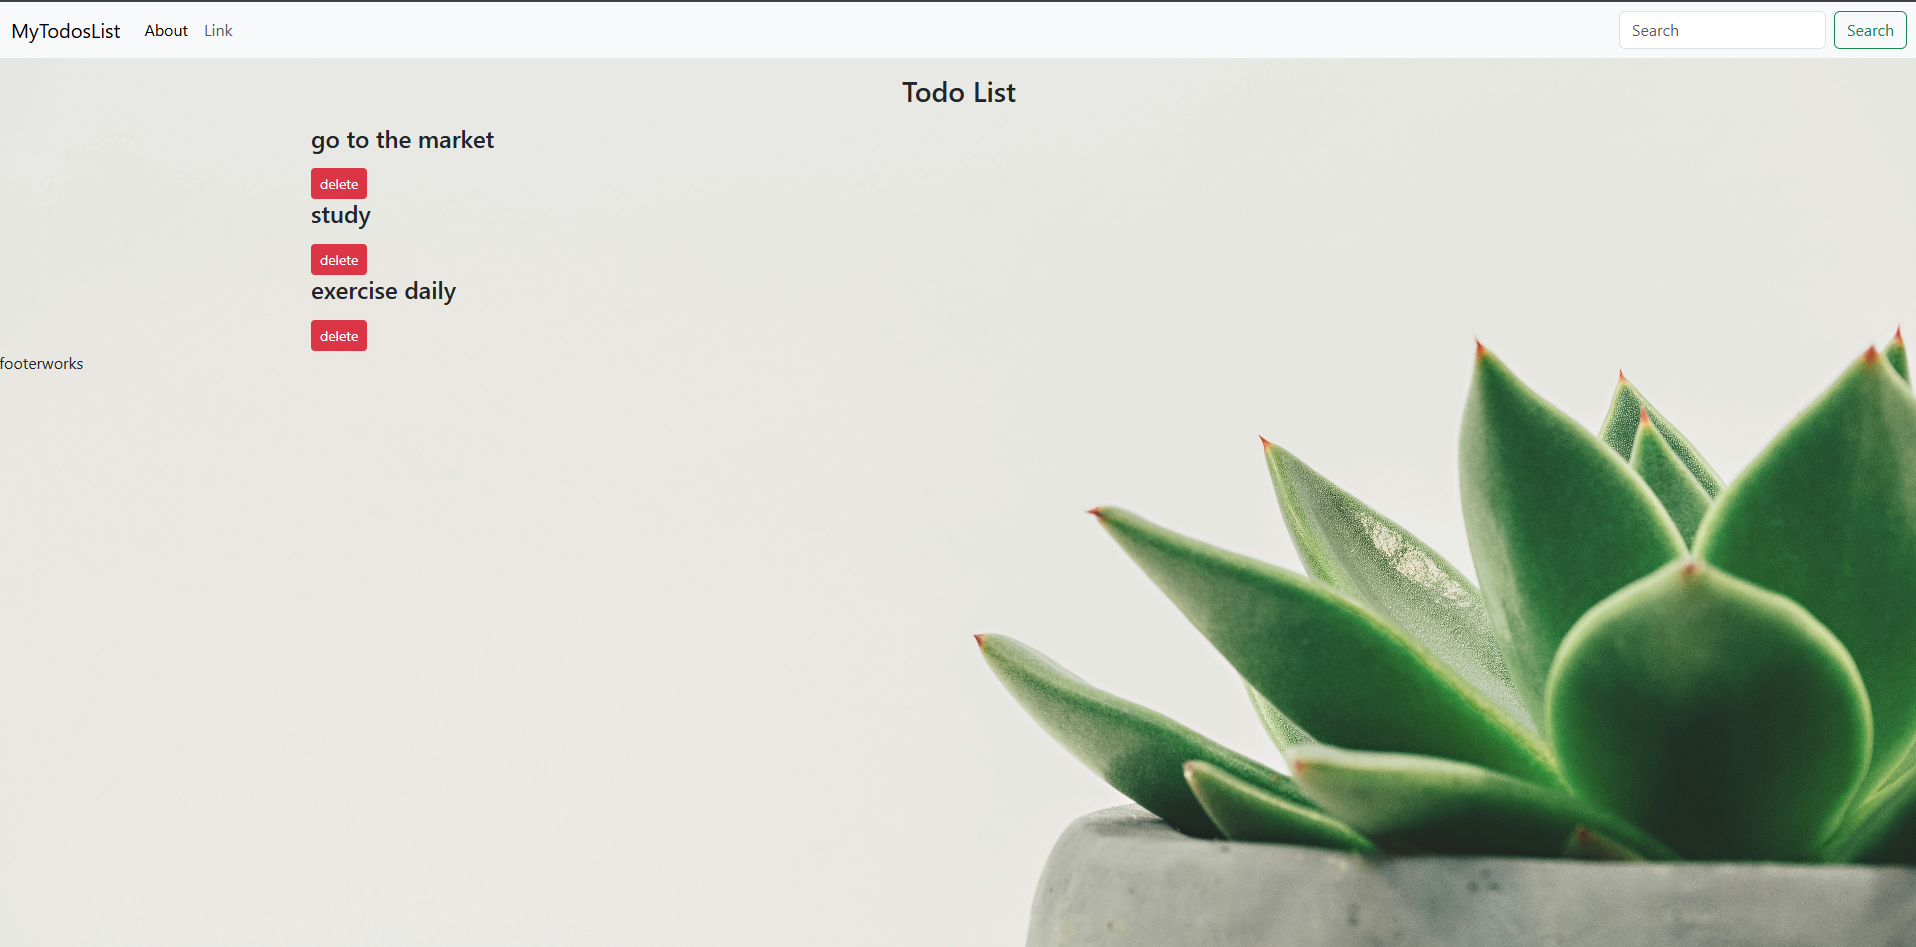 MyTodosList About Link Search Search
Todo List
go to the market
delete
study
delete
exercise daily
delete
footerworks